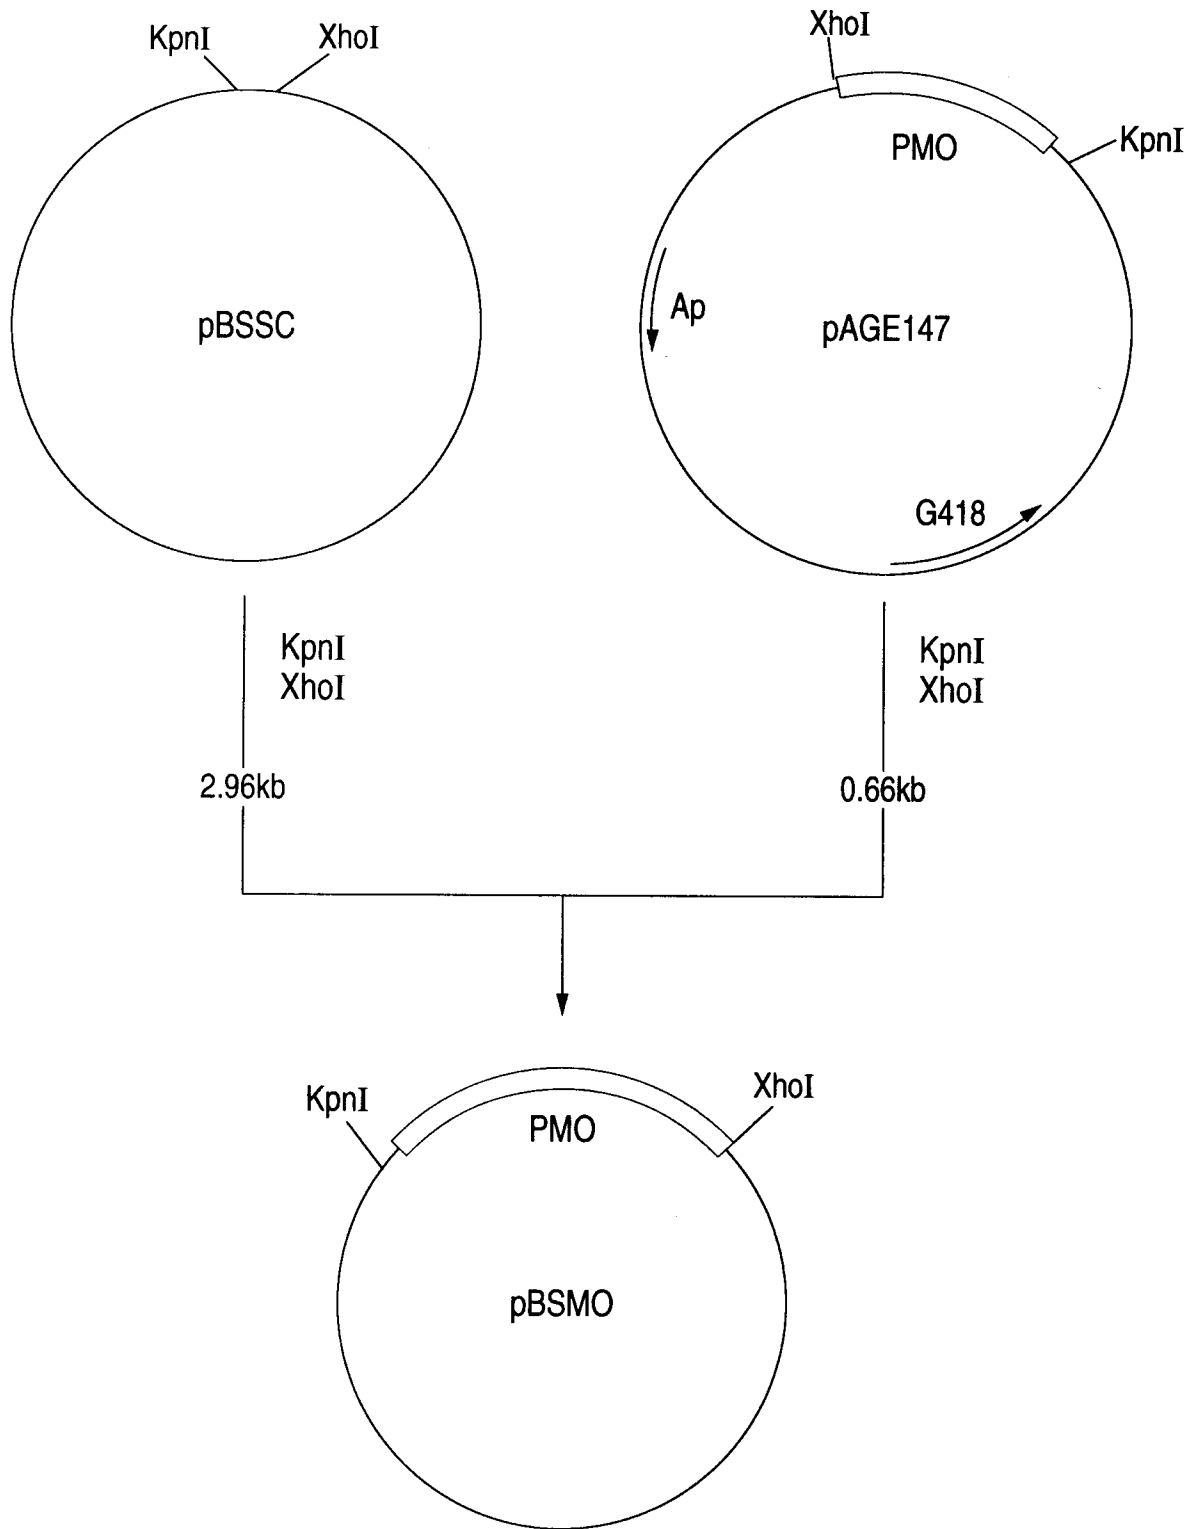 KpnI
XhoI
pBSSC
XhoI
PMO
KpnI
Ap
pAGE147
G418
KpnI
XhoI
2.96kb
KpnI
XhoI
0.66kb
KpnI
PMO
XhoI
pBSMO